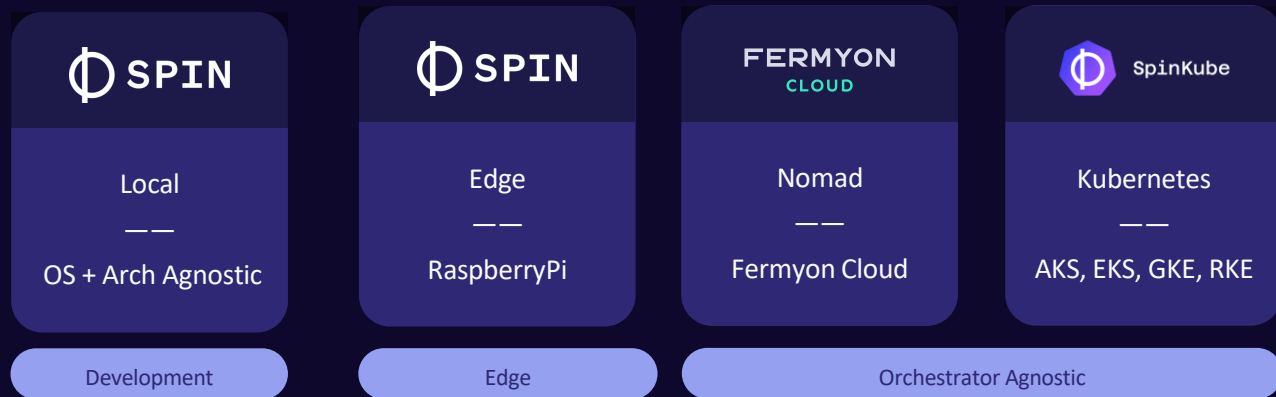 SPIN
Local
——
OS + Arch Agnostic
SPIN
Edge
——
RaspberryPi
FERMYON
CLOUD
Nomad
——
Fermyon Cloud
SpinKube
Kubernetes
——
AKS, EKS, GKE, RKE
Development
Edge
Orchestrator Agnostic